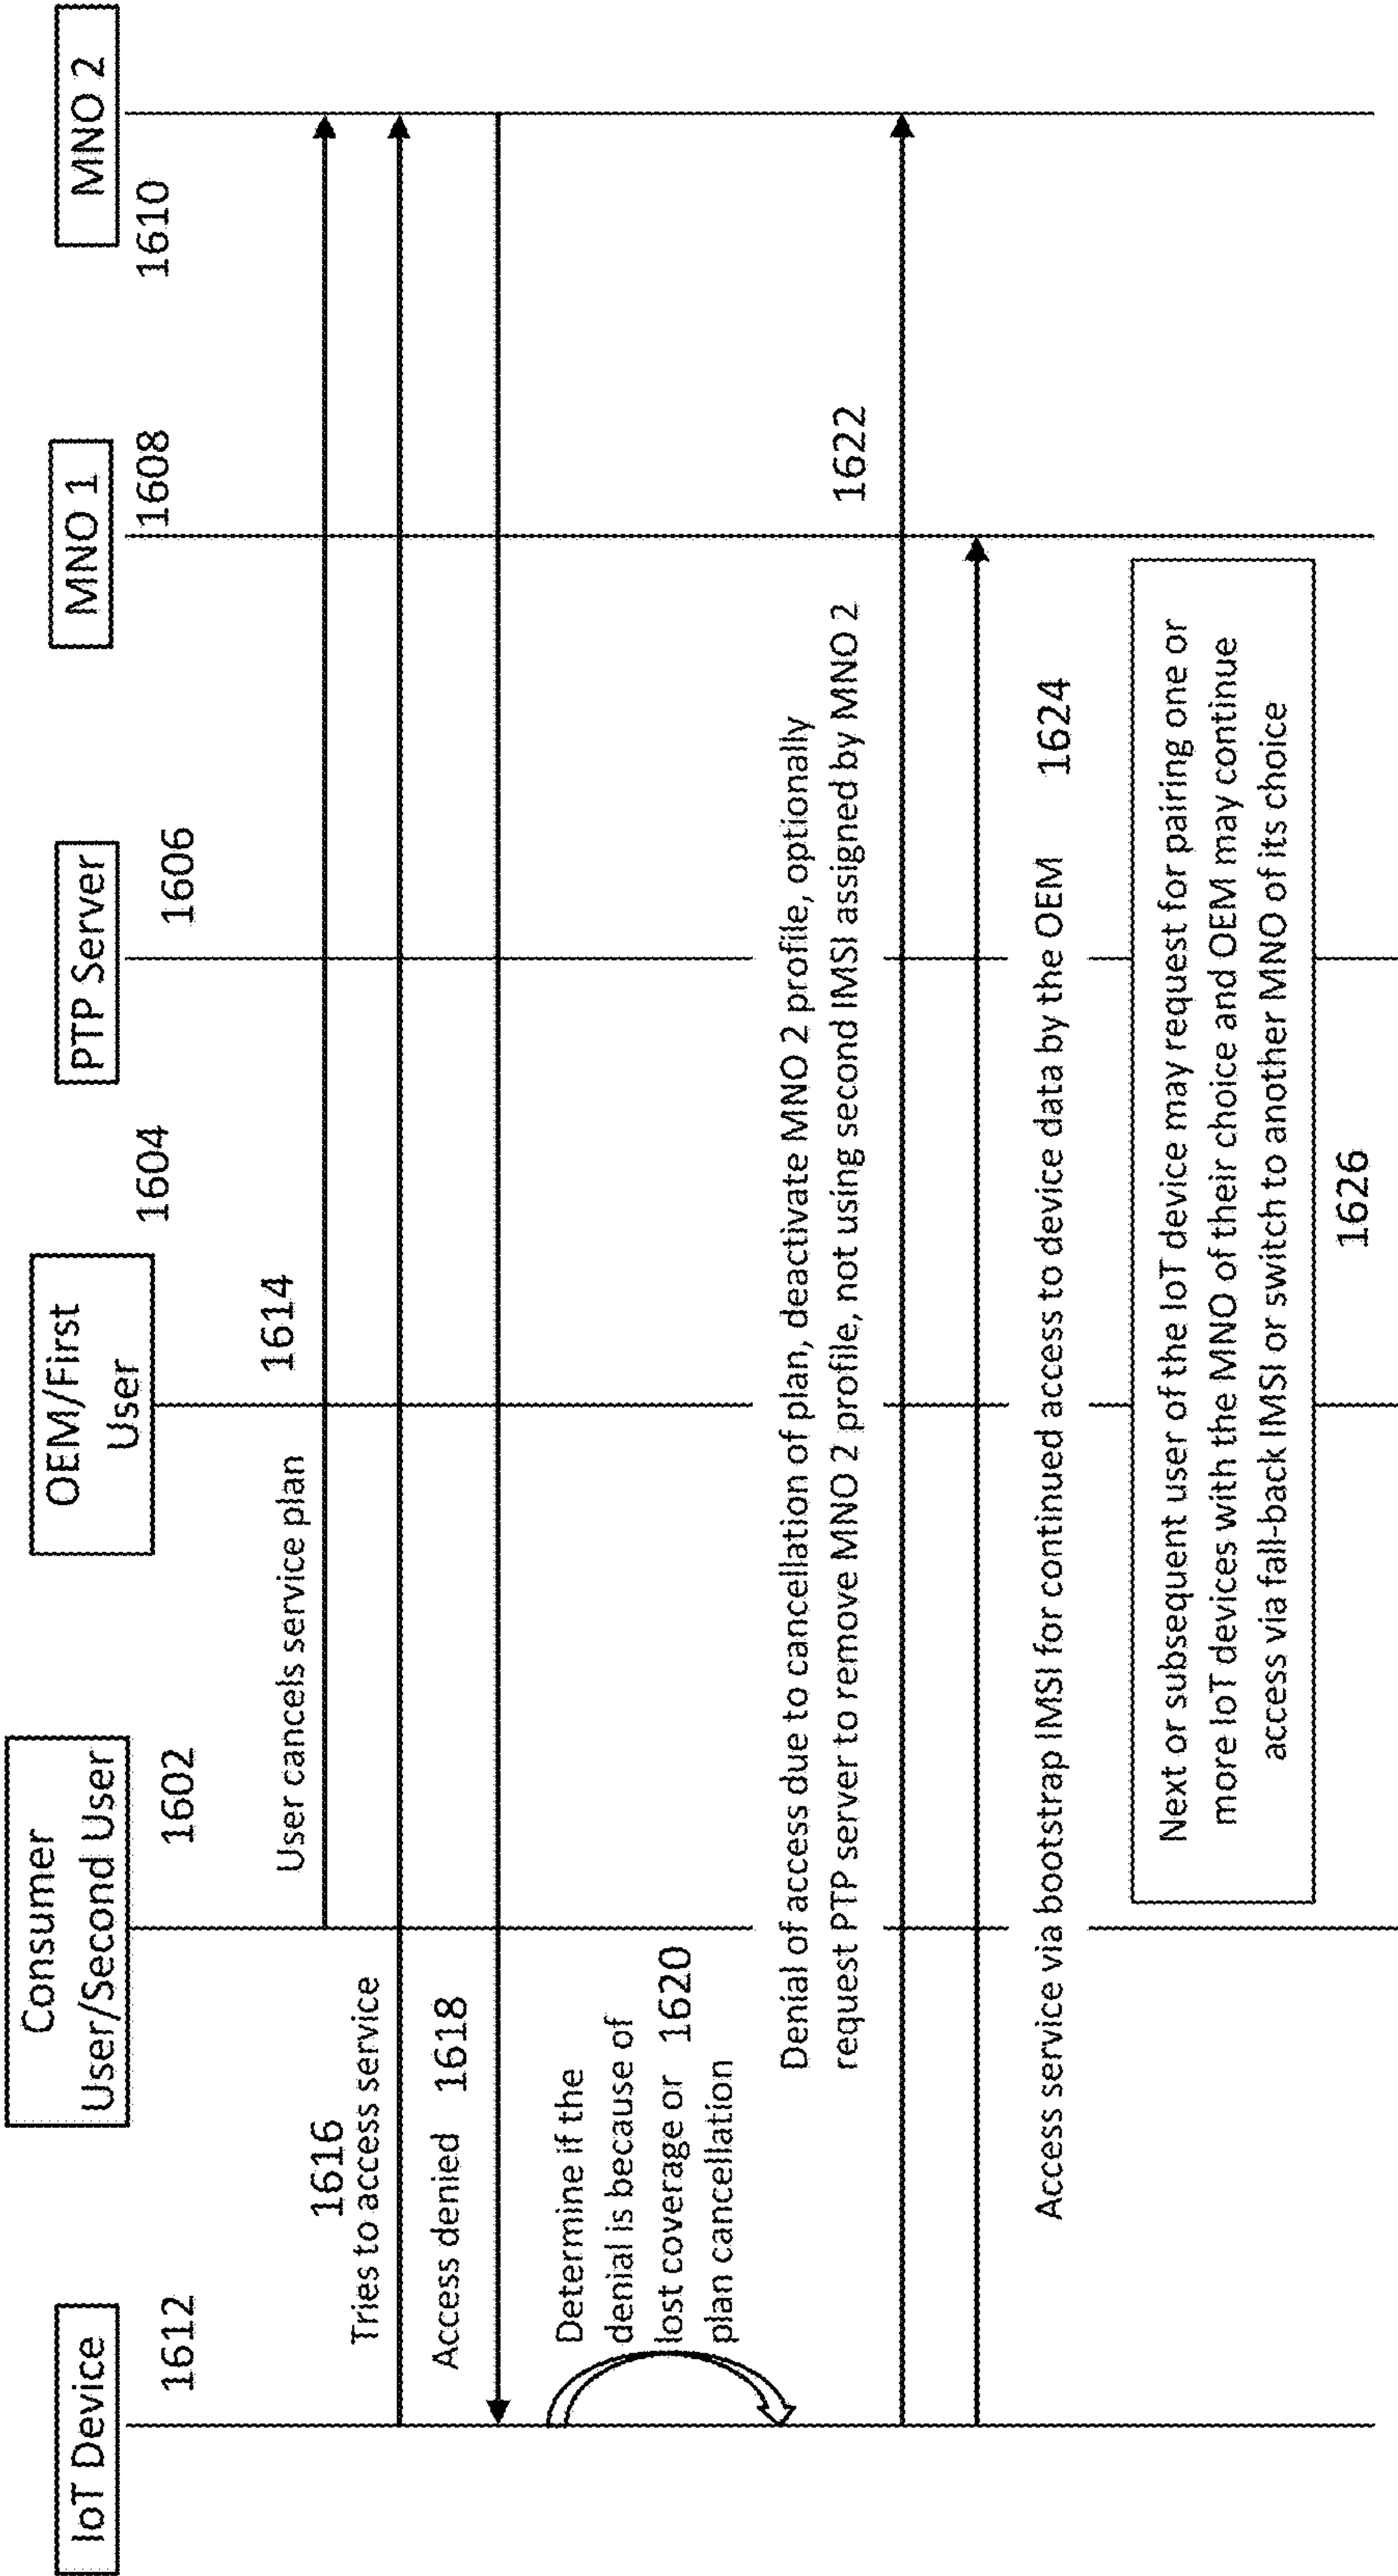 IoT Device
1612
Consumer
User/Second User
1602
OEM/First
User
1604
PTP Server
1606
MNO 1
1608
MNO 2
1610
User cancels service plan
1614
1616
Tries to access service
Access denied 1618
Determine if the
denial is because of
lost coverage or 1620
plan cancellation
Denial of access due to cancellation of plan, deactivate MNO 2 profile, optionally
request PTP server to remove MNO 2 profile, not using second IMSI assigned by MNO 2
1622
Access service via bootstrap IMSI for continued access to device data by the OEM 1624
Next or subsequent user of the IoT device may request for pairing one or
more IoT devices with the MNO of their choice and OEM may continue
access via fall-back IMSI or switch to another MNO of its choice
1626